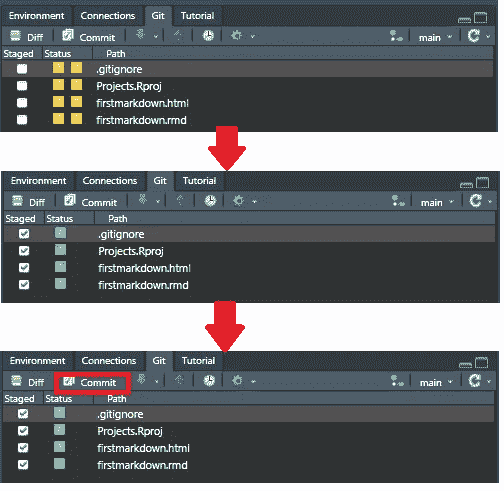 Environment Connections Git Tutorial
Diff Commit main
Staged Status Path
.gitignore
Projects.Rproj
firstmarkdown.html
firstmarkdown.rmd
Environment Connections Git Tutorial
Diff Commit main
Staged Status Path
.gitignore
Projects.Rproj
firstmarkdown.html
firstmarkdown.rmd
Environment Connections Git Tutorial
Diff Commit main
Staged Status Path
.gitignore
Projects.Rproj
firstmarkdown.html
firstmarkdown.rmd